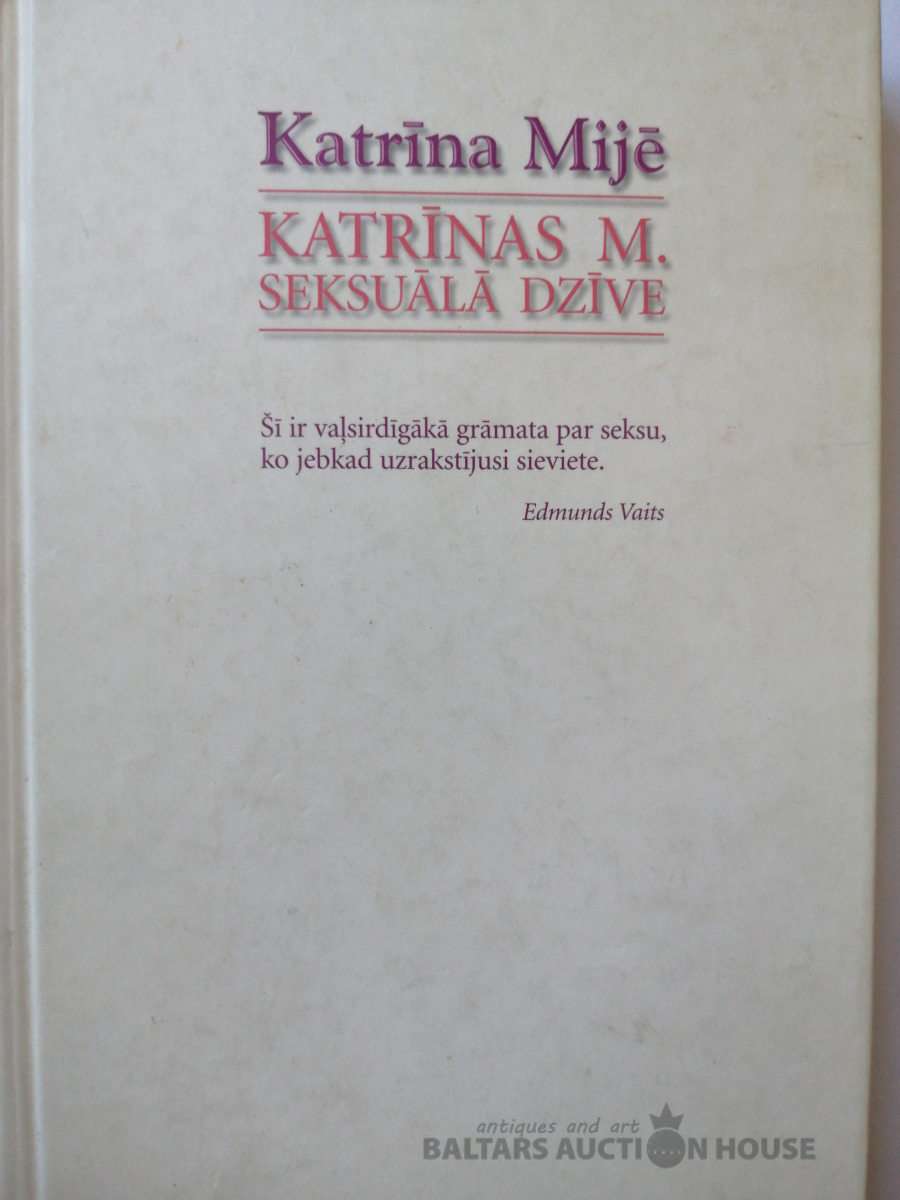 Katrīna Mijē
KATRĪNAS M.
SEKSUĀLĀ DZĪVE
Šī ir vaļsirdīgākā grāmata par seksu,
ko jebkad uzrakstījusi sieviete.
Edmunds Vaits
antiques and art
BALTARS AUCTION HOUSE